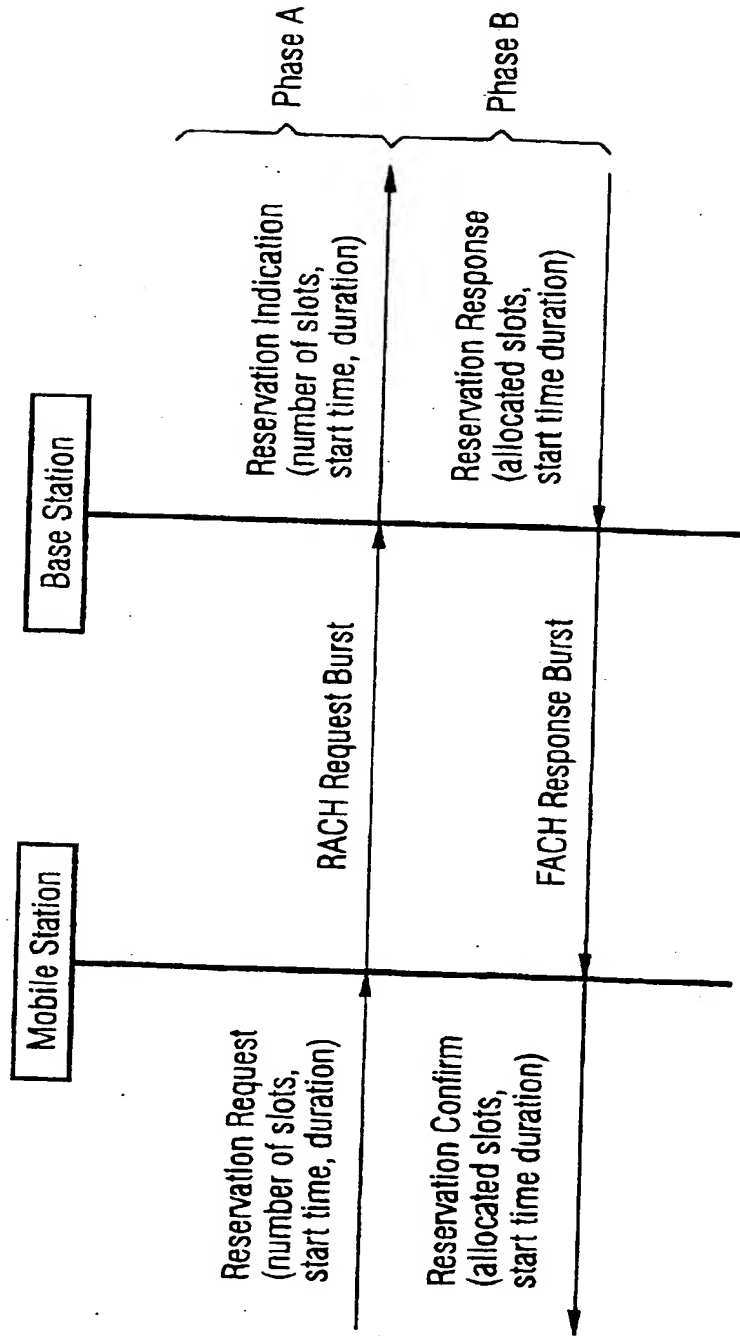 Mobile Station
Base Station
Reservation Request
(number of slots,
start time, duration)
RACH Request Burst
Reservation Indication
(number of slots,
start time, duration)
Phase A
Reservation Confirm
(allocated slots,
start time duration)
FACH Response Burst
Reservation Response
(allocated slots,
start time duration)
Phase B